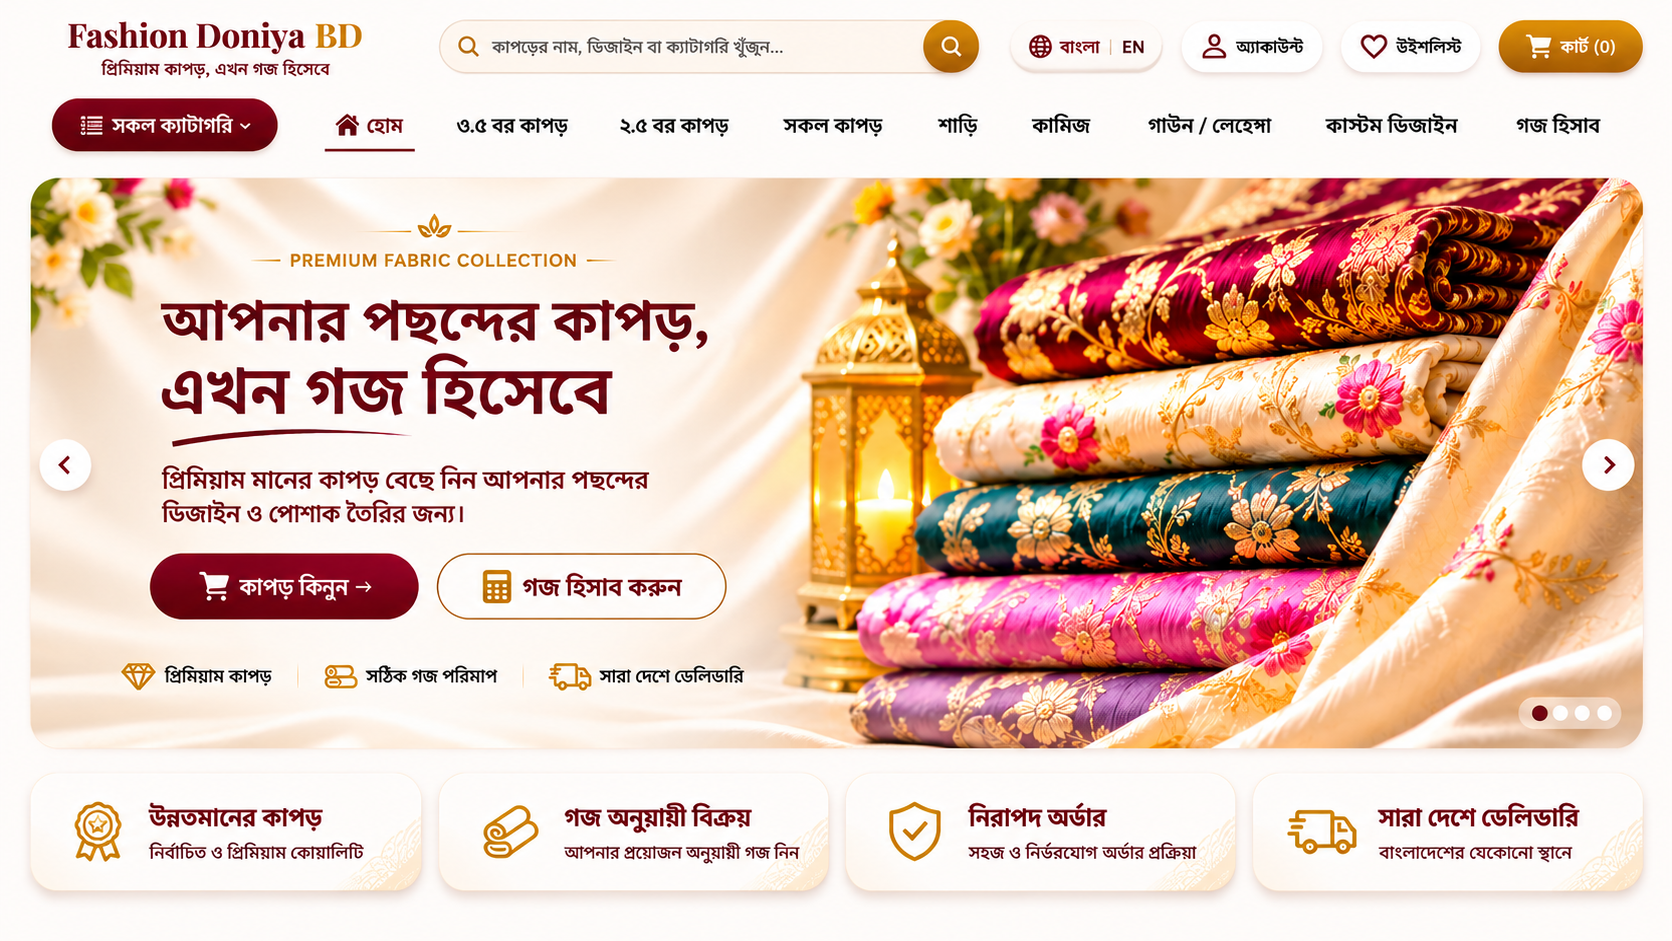 Fashion Doniya BD
প্রিমিয়াম কাপড়, এখন গজ হিসেবে
কাপড়ের নাম, ডিজাইন বা ক্যাটাগরি খুঁজুন...
বাংলা | EN
অ্যাকাউন্ট
উইশলিস্ট
কার্ট (0)
সকল ক্যাটাগরি
হোম
৩.৫ বর কাপড়
২.৫ বর কাপড়
সকল কাপড়
শাড়ি
কামিজ
গাউন / লেহেঙ্গা
কাস্টম ডিজাইন
গজ হিসাব
PREMIUM FABRIC COLLECTION
আপনার পছন্দের কাপড়,
এখন গজ হিসেবে
প্রিমিয়াম মানের কাপড় বেছে নিন আপনার পছন্দের
ডিজাইন ও পোশাক তৈরির জন্য।
কাপড় কিনুন →
গজ হিসাব করুন
প্রিমিয়াম কাপড়
সঠিক গজ পরিমাপ
সারা দেশে ডেলিভারি
উন্নতমানের কাপড়
নির্বাচিত ও প্রিমিয়াম কোয়ালিটি
গজ অনুয়ায়ী বিক্রয়
আপনার প্রয়োজন অনুয়ায়ী গজ নিন
নিরাপদ অর্ডার
সহজ ও নির্ভরযোগ অর্ডার প্রক্রিয়া
সারা দেশে ডেলিভারি
বাংলাদেশের যেকোনো স্থানে